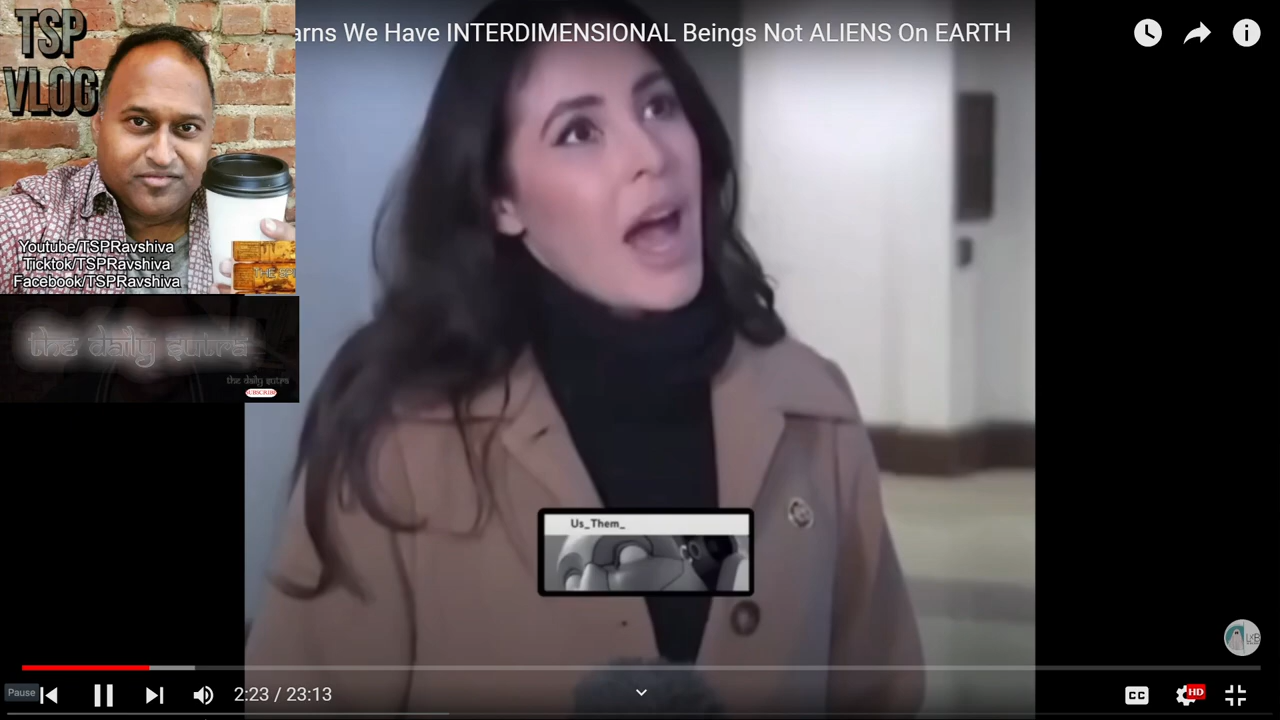 TSP
VLOG
arns We Have INTERDIMENSIONAL Beings Not ALIENS On EARTH
Youtube/TSPRavshiva
Ticktok/TSPRavshiva
Facebook/TSPRavshiva
the daily sutra
the daily sutra
Us_Them_
Pause
2:23 / 23:13
CC
HD